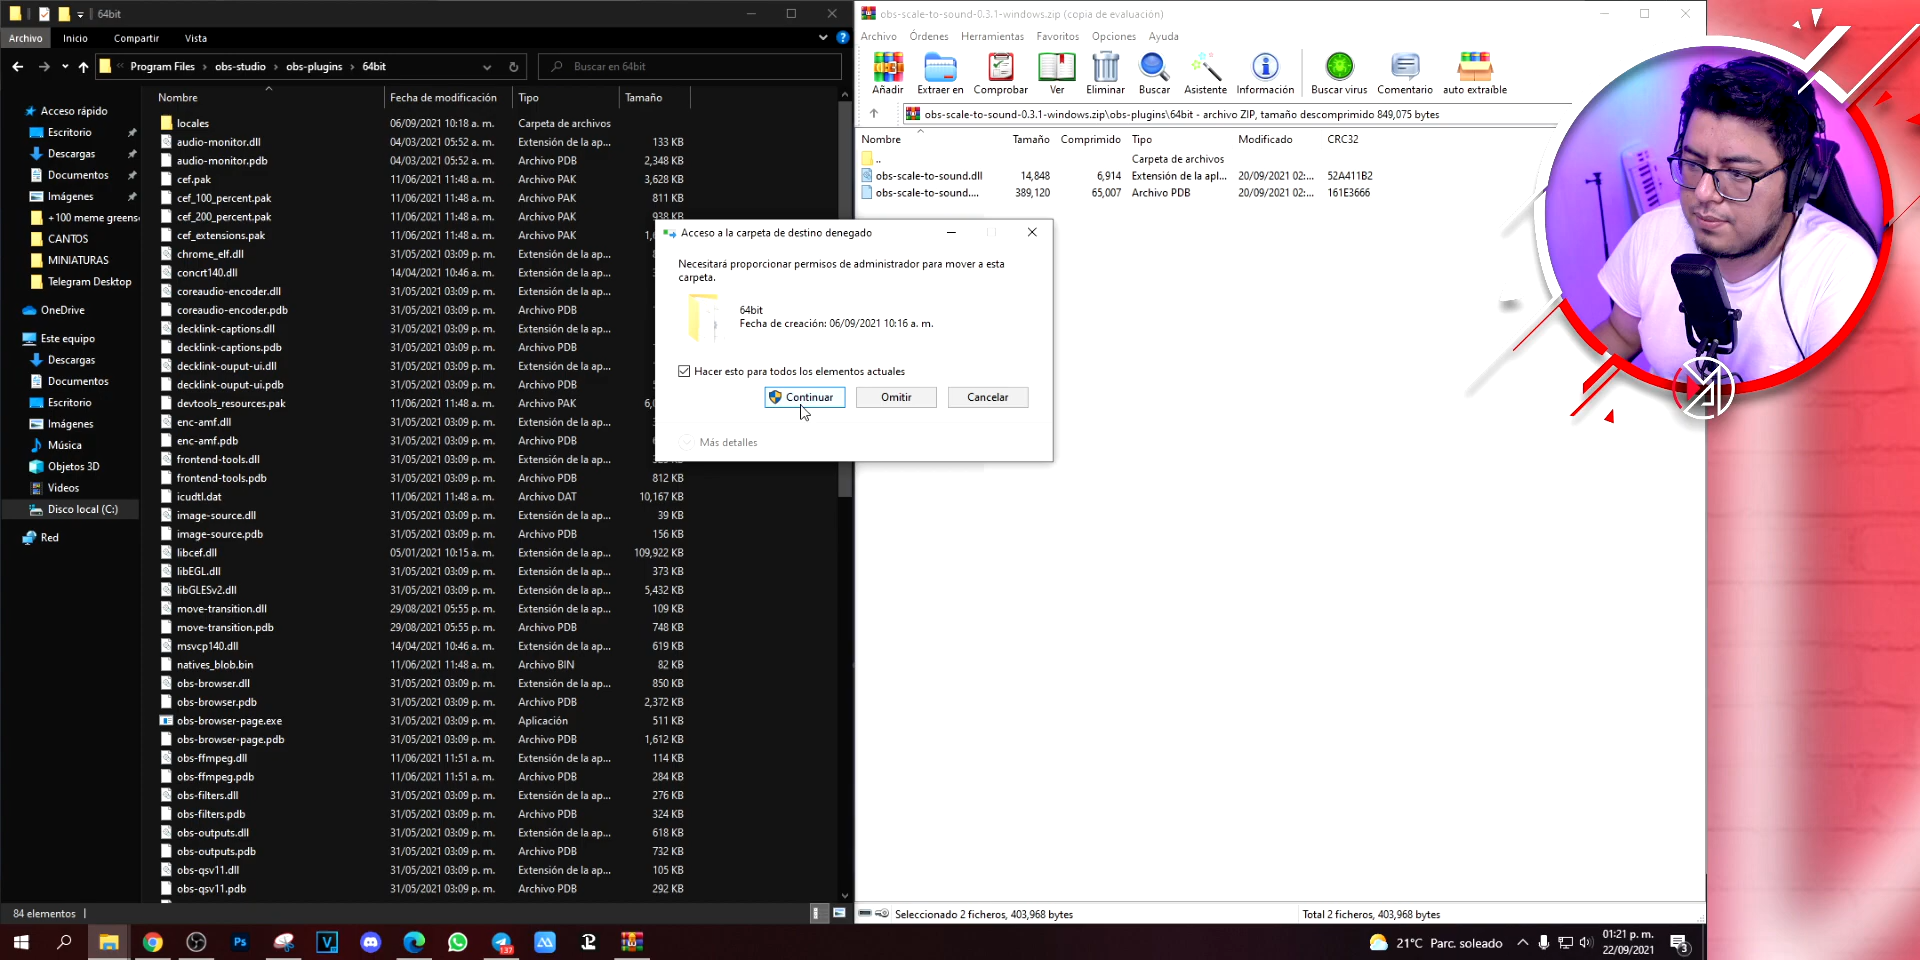 64bit
Archivo
Inicio
Compartir
Vista
Program Files > obs-studio > obs-plugins > 64bit
Buscar en 64bit
Nombre Fecha de modificación Tipo Tamaño
Acceso rápido
Escritorio
Descargas
Documentos
Imágenes
+100 meme greens
CANTOS
MINIATURAS
Telegram Desktop
OneDrive
Este equipo
Descargas
Documentos
Escritorio
Imágenes
Música
Objetos 3D
Videos
Disco local (C:)
Red
locales 06/09/2021 10:18 a. m. Carpeta de archivos
audio-monitor.dll 04/03/2021 05:52 p. m. Extensión de la ap... 133 KB
audio-monitor.pdb 04/03/2021 05:52 p. m. Archivo PDB 2,348 KB
cef.pak 11/06/2021 11:48 a. m. Archivo PAK 3,628 KB
cef_100_percent.pak 11/06/2021 11:48 a. m. Archivo PAK 811 KB
cef_200_percent.pak 11/06/2021 11:48 a. m. Archivo PAK 938 KB
cef_extensions.pak 11/06/2021 11:48 a. m. Archivo PAK
chrome_elf.dll 31/05/2021 03:09 p. m. Extensión de la ap
concrt140.dll 14/04/2021 10:46 a. m. Extensión de la ap
coreaudio-encoder.dll 31/05/2021 03:09 p. m. Extensión de la ap
coreaudio-encoder.pdb 31/05/2021 03:09 p. m. Archivo PDB
decklink-captions.dll 31/05/2021 03:09 p. m. Extensión de la ap
decklink-captions.pdb 31/05/2021 03:09 p. m. Archivo PDB
decklink-ouput-ui.dll 31/05/2021 03:09 p. m. Extensión de la ap
decklink-ouput-ui.pdb 31/05/2021 03:09 p. m. Archivo PDB
devtools_resources.pak 11/06/2021 11:48 a. m. Archivo PAK
enc-amf.dll 31/05/2021 03:09 p. m. Extensión de la ap
enc-amf.pdb 31/05/2021 03:09 p. m. Archivo PDB
frontend-tools.dll 31/05/2021 03:09 p. m. Extensión de la ap...
frontend-tools.pdb 31/05/2021 03:09 p. m. Archivo PDB 812 KB
icudtl.dat 11/06/2021 11:48 a. m. Archivo DAT 10,167 KB
image-source.dll 31/05/2021 03:09 p. m. Extensión de la ap... 39 KB
image-source.pdb 31/05/2021 03:09 p. m. Archivo PDB 156 KB
libcef.dll 05/01/2021 10:15 a. m. Extensión de la ap... 109,922 KB
libEGL.dll 31/05/2021 03:09 p. m. Extensión de la ap... 373 KB
libGLESv2.dll 31/05/2021 03:09 p. m. Extensión de la ap... 5,432 KB
move-transition.dll 29/08/2021 05:55 p. m. Extensión de la ap... 109 KB
move-transition.pdb 29/08/2021 05:55 p. m. Archivo PDB 748 KB
msvcp140.dll 14/04/2021 10:46 a. m. Extensión de la ap... 619 KB
natives_blob.bin 11/06/2021 11:48 a. m. Archivo BIN 82 KB
obs-browser.dll 31/05/2021 03:09 p. m. Extensión de la ap... 850 KB
obs-browser.pdb 31/05/2021 03:09 p. m. Archivo PDB 2,372 KB
obs-browser-page.exe 31/05/2021 03:09 p. m. Aplicación 511 KB
obs-browser-page.pdb 31/05/2021 03:09 p. m. Archivo PDB 1,612 KB
obs-ffmpeg.dll 11/06/2021 11:51 a. m. Extensión de la ap... 114 KB
obs-ffmpeg.pdb 11/06/2021 11:51 a. m. Archivo PDB 284 KB
obs-filters.dll 31/05/2021 03:09 p. m. Extensión de la ap... 276 KB
obs-filters.pdb 31/05/2021 03:09 p. m. Archivo PDB 324 KB
obs-outputs.dll 31/05/2021 03:09 p. m. Extensión de la ap... 618 KB
obs-outputs.pdb 31/05/2021 03:09 p. m. Archivo PDB 732 KB
obs-qsv11.dll 31/05/2021 03:09 p. m. Extensión de la ap... 105 KB
obs-qsv11.pdb 31/05/2021 03:09 p. m. Archivo PDB 292 KB
84 elementos
obs-scale-to-sound-0.3.1-windows.zip (copia de evaluación)
Archivo Órdenes Herramientas Favoritos Opciones Ayuda
Añadir Extraer en Comprobar Ver Eliminar Buscar Asistente Información Buscar virus Comentario auto extraíble
obs-scale-to-sound-0.3.1-windows.zip\obs-plugins\64bit - archivo ZIP, tamaño descomprimido 849,075 bytes
Nombre Tamaño Comprimido Tipo Modificado CRC32
.. Carpeta de archivos
obs-scale-to-sound.dll 14,848 6,914 Extensión de la apl... 20/09/2021 02:... 52A411B2
obs-scale-to-sound.... 389,120 65,007 Archivo PDB 20/09/2021 02:... 161E3666
Acceso a la carpeta de destino denegado
Necesitará proporcionar permisos de administrador para mover a esta
carpeta.
64bit
Fecha de creación: 06/09/2021 10:16 a. m.
Hacer esto para todos los elementos actuales
Continuar
Omitir
Cancelar
Más detalles
Seleccionado 2 ficheros, 403,968 bytes
Total 2 ficheros, 403,968 bytes
Ps
V
137
21°C Parc. soleado
01:21 p. m.
22/09/2021
3